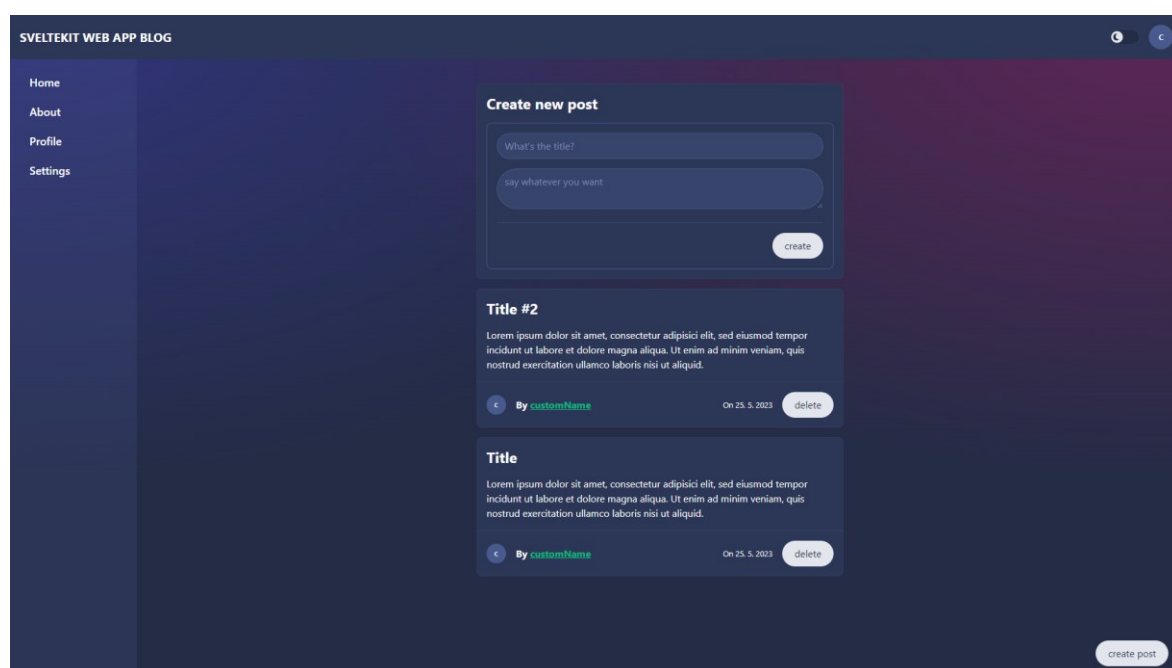 SVELTEKIT WEB APP BLOG
C
Home
About
Profile
Settings
Create new post
What's the title?
say whatever you want
create
Title #2
Lorem ipsum dolor sit amet, consectetur adipisici elit, sed eiusmod tempor
incidunt ut labore et dolore magna aliqua. Ut enim ad minim veniam, quis
nostrud exercitation ullamco laboris nisi ut aliquid.
C By customName On 25. 5. 2023 delete
Title
Lorem ipsum dolor sit amet, consectetur adipisici elit, sed eiusmod tempor
incidunt ut labore et dolore magna aliqua. Ut enim ad minim veniam, quis
nostrud exercitation ullamco laboris nisi ut aliquid.
C By customName On 25. 5. 2023 delete
create post